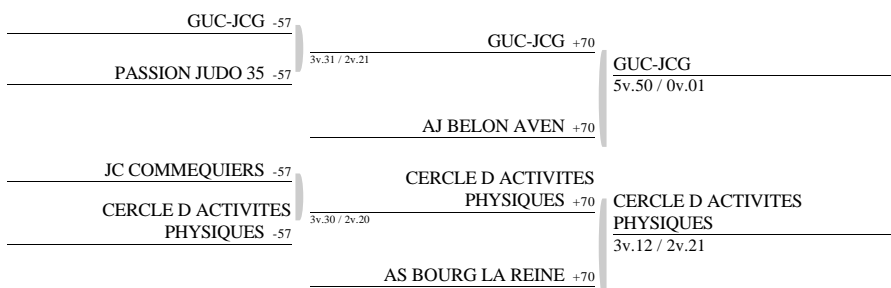 GUC-JCG -57
PASSION JUDO 35 -57
JC COMMEQUIERS -57
CERCLE D ACTIVITES
PHYSIQUES -57
GUC-JCG +70
3v.31 / 2v.21
AJ BELON AVEN +70
CERCLE D ACTIVITES
PHYSIQUES +70
3v.30 / 2v.20
AS BOURG LA REINE +70
GUC-JCG
5v.50 / 0v.01
CERCLE D ACTIVITES
PHYSIQUES
3v.12 / 2v.21